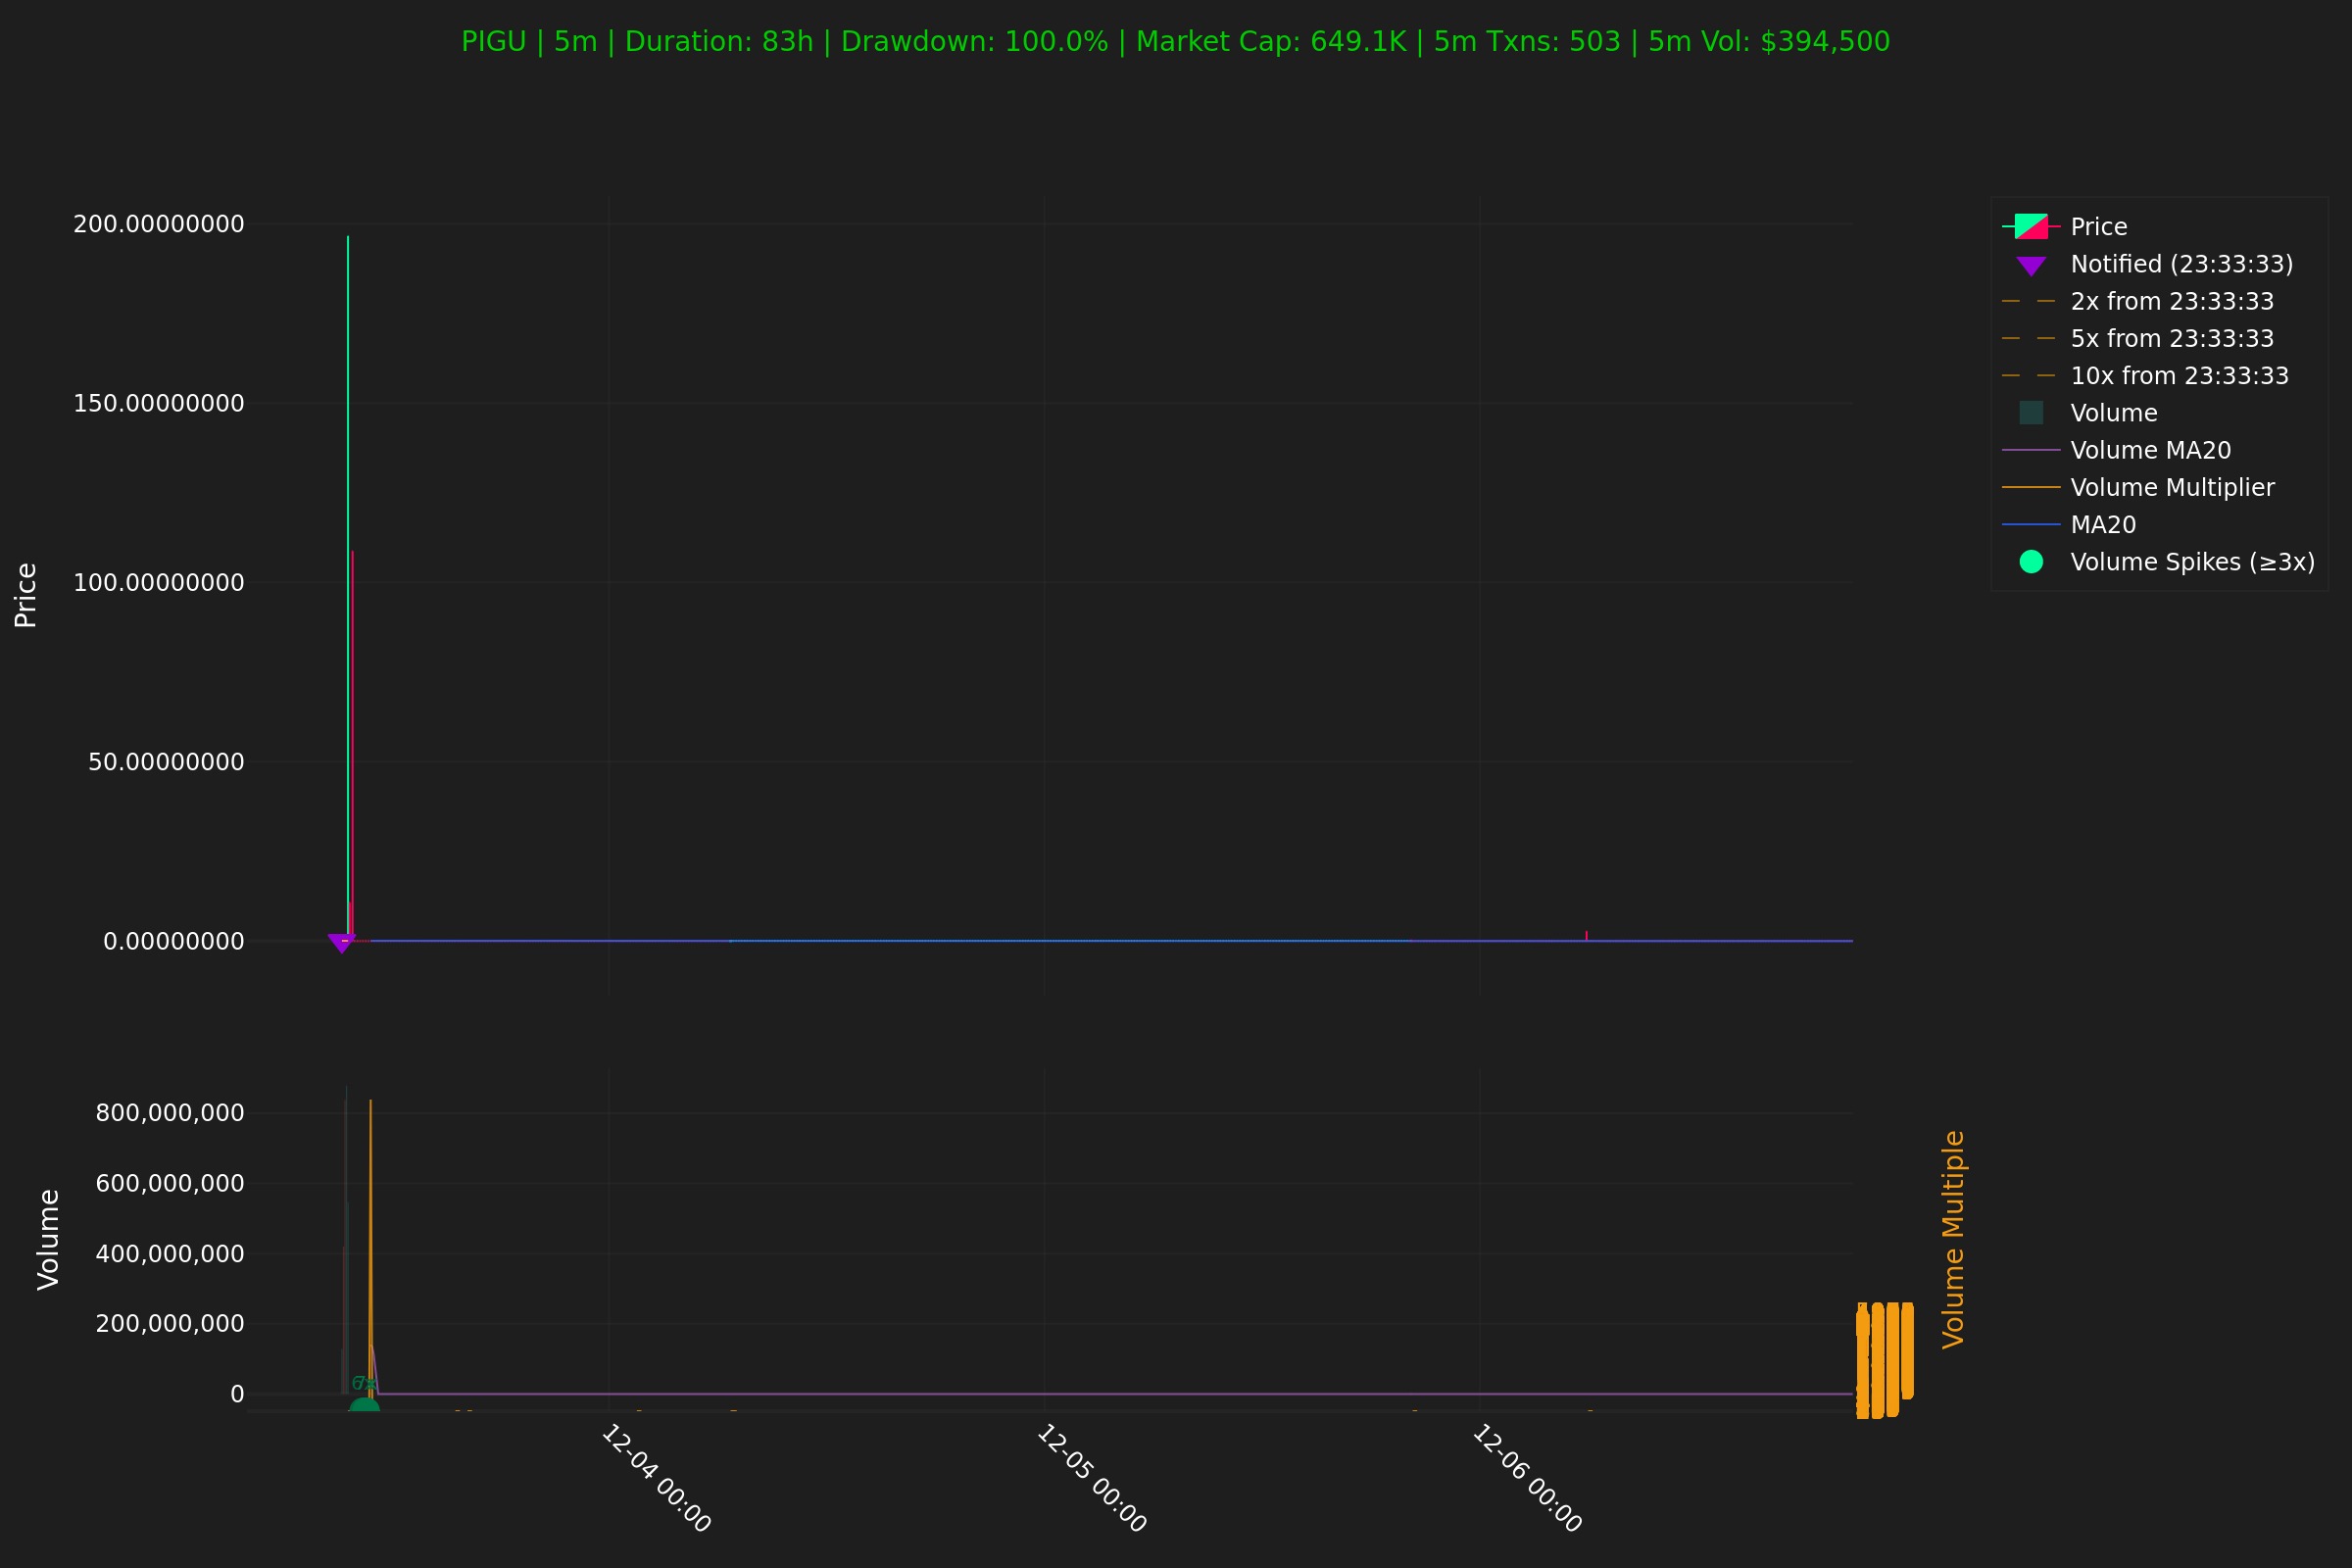 PIGU | 5m | Duration: 83h | Drawdown: 100.0% | Market Cap: 649.1K | 5m Txns: 503 | 5m Vol: $394,500
200.00000000
150.00000000
100.00000000
50.00000000
0.00000000
Price
Price
Notified (23:33:33)
2x from 23:33:33
5x from 23:33:33
10x from 23:33:33
Volume
Volume MA20
Volume Multiplier
MA20
Volume Spikes (≥3x)
800,000,000
600,000,000
400,000,000
200,000,000
0
Volume
Volume Multiple
12-04 00:00
12-05 00:00
12-06 00:00